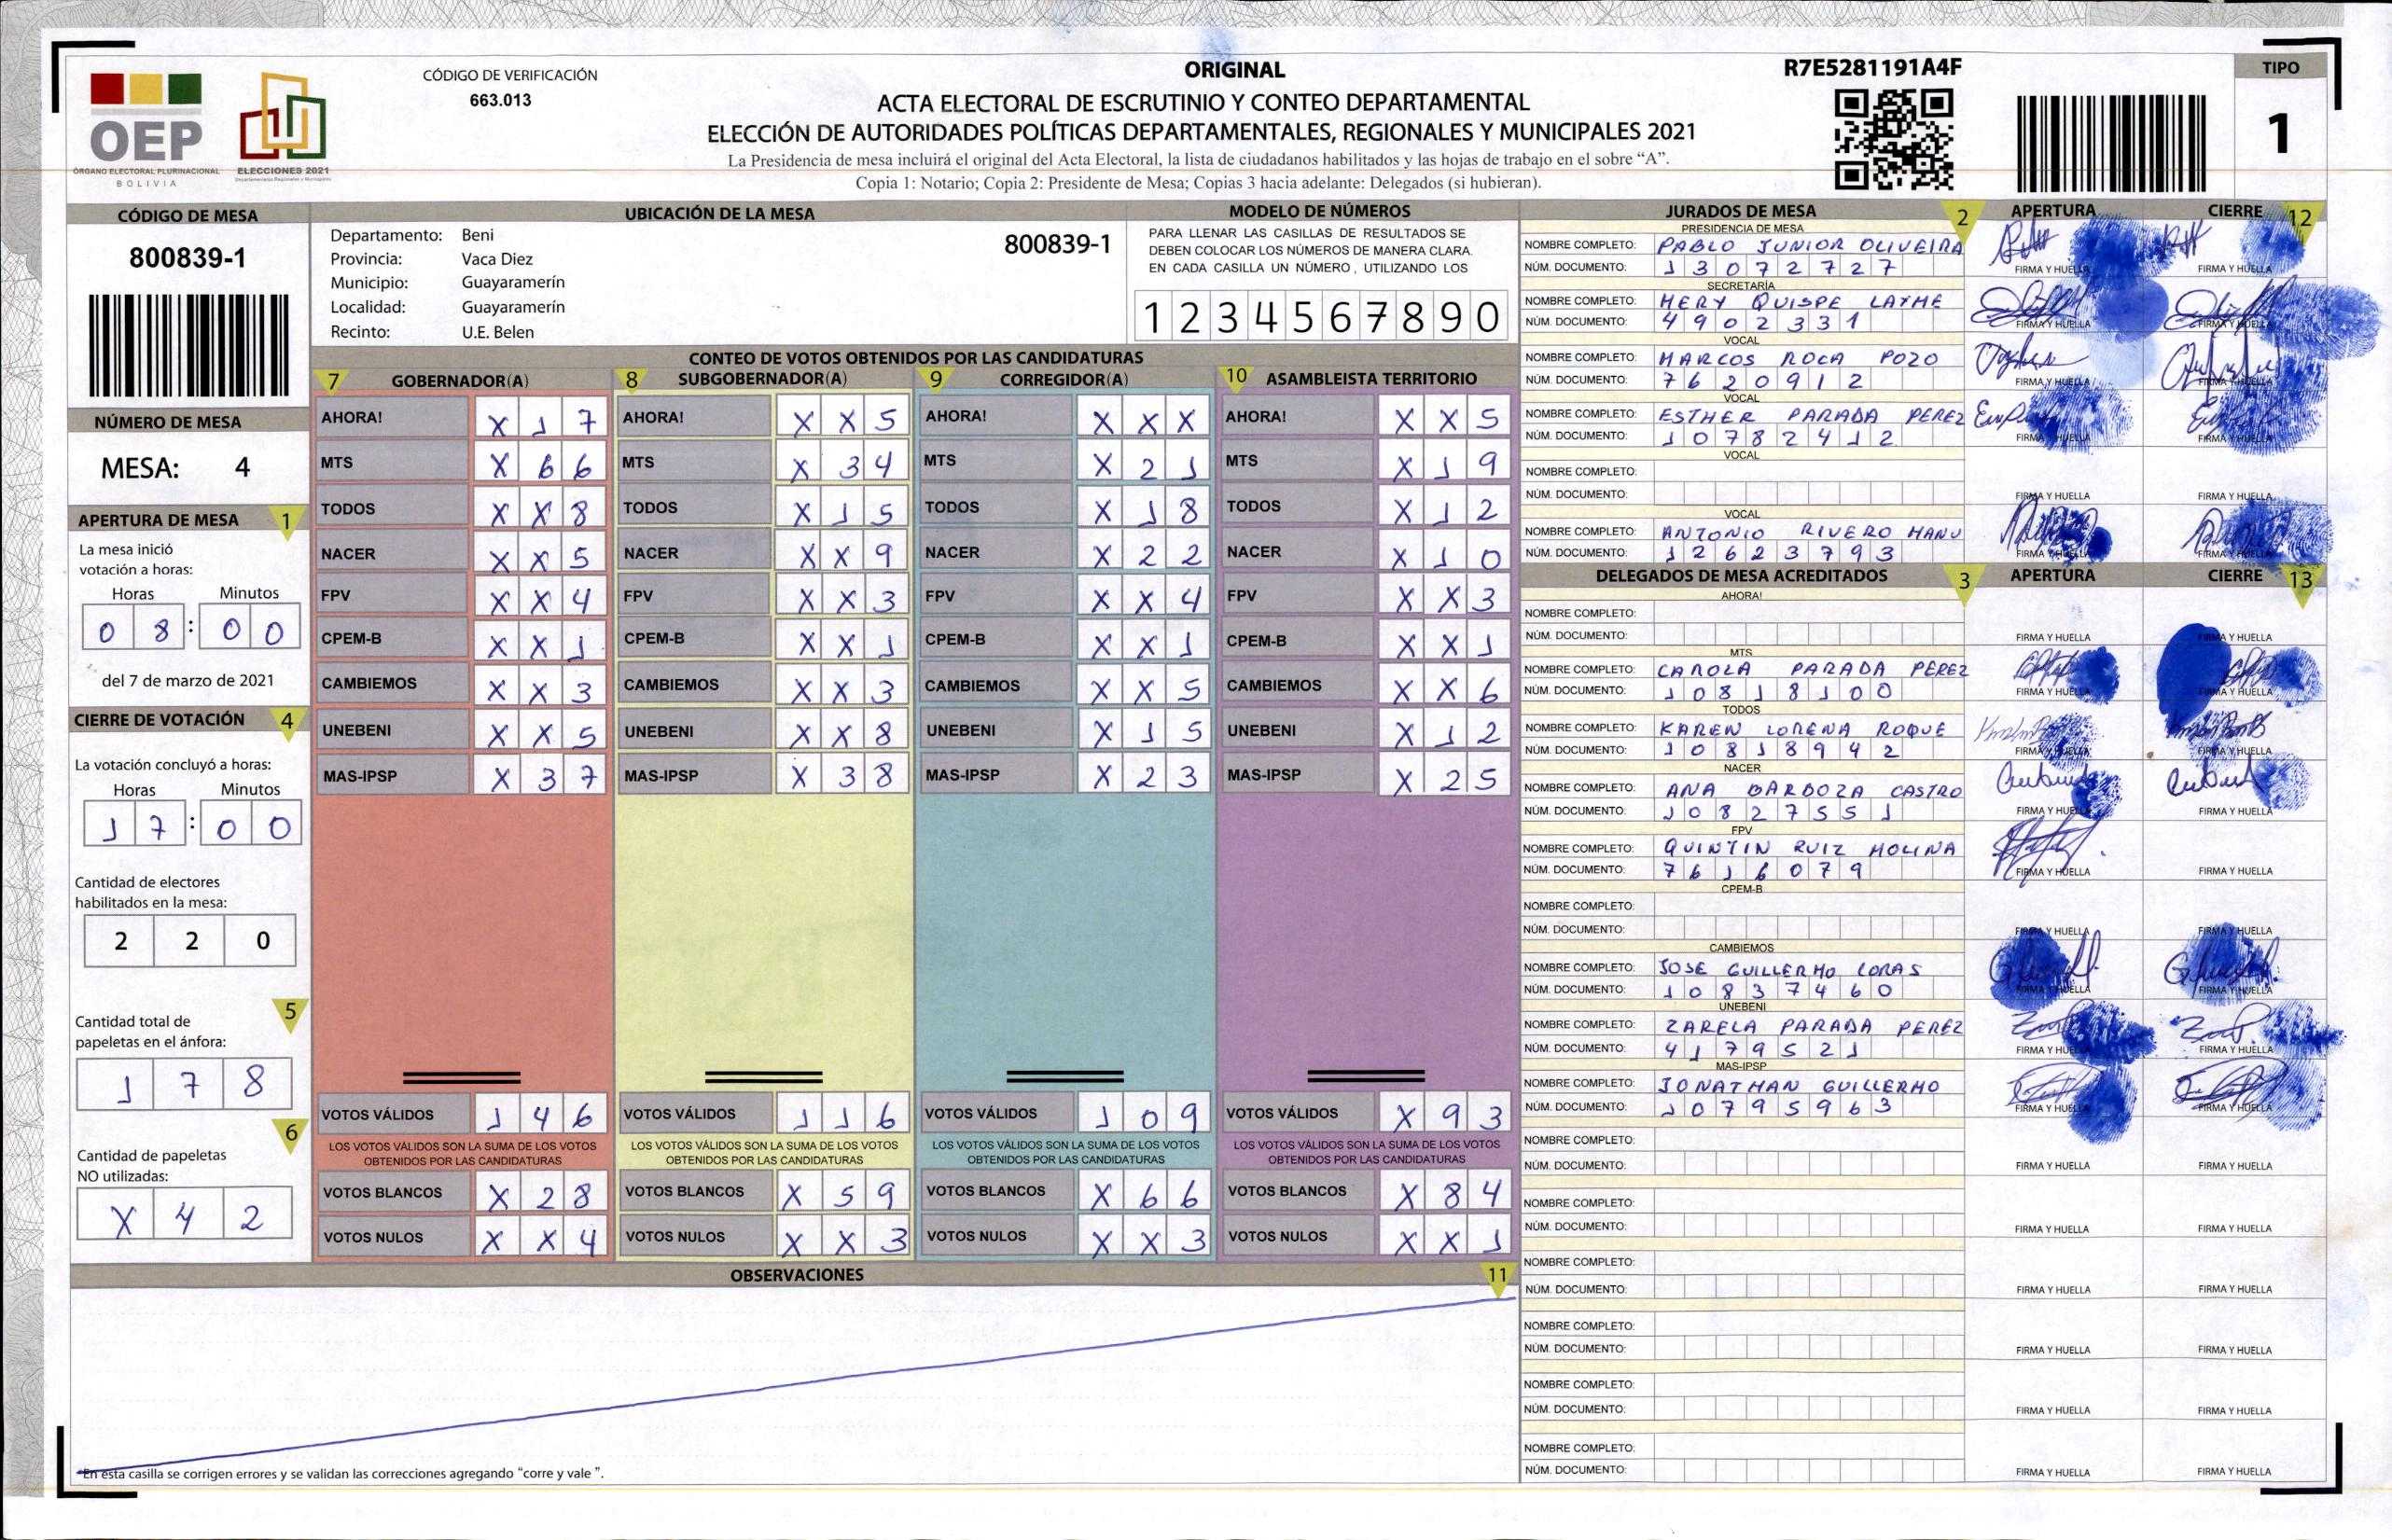 ORIGINAL
R7E5281191A4F
TIPO
1
CÓDIGO DE VERIFICACIÓN
663.013
OEP
ÓRGANO ELECTORAL PLURINACIONAL
BOLIVIA
ELECCIONES 2021
ACTA ELECTORAL DE ESCRUTINIO Y CONTEO DEPARTAMENTAL
ELECCIÓN DE AUTORIDADES POLÍTICAS DEPARTAMENTALES, REGIONALES Y MUNICIPALES 2021
La Presidencia de mesa incluirá el original del Acta Electoral, la lista de ciudadanos habilitados y las hojas de trabajo en el sobre “A”.
Copia 1: Notario; Copia 2: Presidente de Mesa; Copias 3 hacia adelante: Delegados (si hubieran).
CÓDIGO DE MESA
800839-1
NÚMERO DE MESA
MESA: 4
APERTURA DE MESA 1
La mesa inició
votación a horas:
Horas Minutos
0 8 : 0 0
del 7 de marzo de 2021
CIERRE DE VOTACIÓN 4
La votación concluyó a horas:
Horas Minutos
1 7 : 0 0
Cantidad de electores
habilitados en la mesa:
2 2 0
5
Cantidad total de
papeletas en el ánfora:
1 7 8
6
Cantidad de papeletas
NO utilizadas:
X 4 2
UBICACIÓN DE LA MESA
Departamento: Beni
800839-1
Provincia: Vaca Diez
Municipio: Guayaramerín
Localidad: Guayaramerín
Recinto: U.E. Belen
MODELO DE NÚMEROS
PARA LLENAR LAS CASILLAS DE RESULTADOS SE
DEBEN COLOCAR LOS NÚMEROS DE MANERA CLARA.
EN CADA CASILLA UN NÚMERO, UTILIZANDO LOS
1 2 3 4 5 6 7 8 9 0
CONTEO DE VOTOS OBTENIDOS POR LAS CANDIDATURAS
7 GOBERNADOR(A) 8 SUBGOBERNADOR(A) 9 CORREGIDOR(A) 10 ASAMBLEISTA TERRITORIO
AHORA! X 1 7 AHORA! X X 5 AHORA! X X X AHORA! X X 5
MTS X 6 6 MTS X 3 4 MTS X 2 1 MTS X 1 9
TODOS X X 8 TODOS X 1 5 TODOS X 1 8 TODOS X 1 2
NACER X X 5 NACER X X 9 NACER X 2 2 NACER X 1 0
FPV X X 4 FPV X X 3 FPV X X 4 FPV X X 3
CPEM-B X X 1 CPEM-B X X 1 CPEM-B X X 1 CPEM-B X X 1
CAMBIEMOS X X 3 CAMBIEMOS X X 3 CAMBIEMOS X X 5 CAMBIEMOS X X 6
UNEBENI X X 5 UNEBENI X X 8 UNEBENI X 1 5 UNEBENI X 1 2
MAS-IPSP X 3 7 MAS-IPSP X 3 8 MAS-IPSP X 2 3 MAS-IPSP X 2 5
VOTOS VÁLIDOS 1 4 6 VOTOS VÁLIDOS 1 1 6 VOTOS VÁLIDOS 1 0 9 VOTOS VÁLIDOS X 9 3
LOS VOTOS VÁLIDOS SON LA SUMA DE LOS VOTOS LOS VOTOS VÁLIDOS SON LA SUMA DE LOS VOTOS LOS VOTOS VÁLIDOS SON LA SUMA DE LOS VOTOS LOS VOTOS VÁLIDOS SON LA SUMA DE LOS VOTOS
OBTENIDOS POR LAS CANDIDATURAS OBTENIDOS POR LAS CANDIDATURAS OBTENIDOS POR LAS CANDIDATURAS OBTENIDOS POR LAS CANDIDATURAS
VOTOS BLANCOS X 2 8 VOTOS BLANCOS X 5 9 VOTOS BLANCOS X 6 6 VOTOS BLANCOS X 8 4
VOTOS NULOS X X 4 VOTOS NULOS X X 3 VOTOS NULOS X X 3 VOTOS NULOS X X 1
OBSERVACIONES 11
*En esta casilla se corrigen errores y se validan las correcciones agregando “corre y vale”.
JURADOS DE MESA 2 APERTURA CIERRE 12
PRESIDENCIA DE MESA
NOMBRE COMPLETO: PABLO JUNIOR OLIVEIRA
NÚM. DOCUMENTO: 13072727 FIRMA Y HUELLA FIRMA Y HUELLA
SECRETARÍA
NOMBRE COMPLETO: HERY QUISPE LAYME
NÚM. DOCUMENTO: 4902331 FIRMA Y HUELLA FIRMA Y HUELLA
VOCAL
NOMBRE COMPLETO: MARCOS ROCA POZO
NÚM. DOCUMENTO: 7620912 FIRMA Y HUELLA FIRMA Y HUELLA
VOCAL
NOMBRE COMPLETO: ESTHER PARADA PEREZ
NÚM. DOCUMENTO: 10782412 FIRMA Y HUELLA FIRMA Y HUELLA
VOCAL
NOMBRE COMPLETO:
NÚM. DOCUMENTO: FIRMA Y HUELLA FIRMA Y HUELLA
VOCAL
NOMBRE COMPLETO: ANTONIO RIVERO MANU
NÚM. DOCUMENTO: 12623793 FIRMA Y HUELLA FIRMA Y HUELLA
DELEGADOS DE MESA ACREDITADOS 3 APERTURA CIERRE 13
AHORA!
NOMBRE COMPLETO:
NÚM. DOCUMENTO: FIRMA Y HUELLA FIRMA Y HUELLA
MTS
NOMBRE COMPLETO: CAROLA PARADA PEREZ
NÚM. DOCUMENTO: 10818100 FIRMA Y HUELLA FIRMA Y HUELLA
TODOS
NOMBRE COMPLETO: KAREN LORENA ROQUE
NÚM. DOCUMENTO: 10818942 FIRMA Y HUELLA FIRMA Y HUELLA
NACER
NOMBRE COMPLETO: ANA BARDOZA CASTRO
NÚM. DOCUMENTO: 10827551 FIRMA Y HUELLA FIRMA Y HUELLA
FPV
NOMBRE COMPLETO: QUINTIN RUIZ MOLINA
NÚM. DOCUMENTO: 7616079 FIRMA Y HUELLA FIRMA Y HUELLA
CPEM-B
NOMBRE COMPLETO:
NÚM. DOCUMENTO: FIRMA Y HUELLA FIRMA Y HUELLA
CAMBIEMOS
NOMBRE COMPLETO: JOSE GUILLERMO LORAS
NÚM. DOCUMENTO: 10837460 FIRMA Y HUELLA FIRMA Y HUELLA
UNEBENI
NOMBRE COMPLETO: ZARELA PARADA PEREZ
NÚM. DOCUMENTO: 4179521 FIRMA Y HUELLA FIRMA Y HUELLA
MAS-IPSP
NOMBRE COMPLETO: JONATHAN GUILLERMO
NÚM. DOCUMENTO: 10795963 FIRMA Y HUELLA FIRMA Y HUELLA
NOMBRE COMPLETO:
NÚM. DOCUMENTO: FIRMA Y HUELLA FIRMA Y HUELLA
NOMBRE COMPLETO:
NÚM. DOCUMENTO: FIRMA Y HUELLA FIRMA Y HUELLA
NOMBRE COMPLETO:
NÚM. DOCUMENTO: FIRMA Y HUELLA FIRMA Y HUELLA
NOMBRE COMPLETO:
NÚM. DOCUMENTO: FIRMA Y HUELLA FIRMA Y HUELLA
NOMBRE COMPLETO:
NÚM. DOCUMENTO: FIRMA Y HUELLA FIRMA Y HUELLA
NOMBRE COMPLETO:
NÚM. DOCUMENTO: FIRMA Y HUELLA FIRMA Y HUELLA